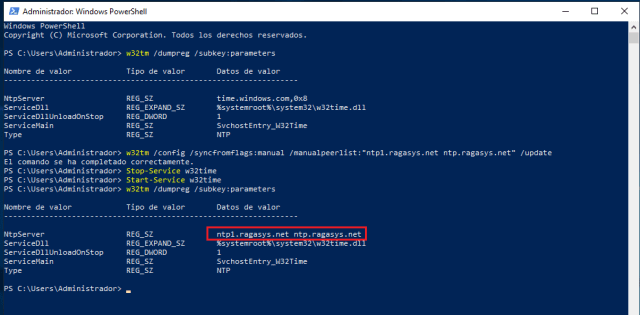 Administrador: Windows PowerShell
Windows PowerShell
Copyright (C) Microsoft Corporation. Todos los derechos reservados.
PS C:\Users\Administrador> w32tm /dumpreg /subkey:parameters
Nombre de valor Tipo de valor Datos de valor
------------------------------------------------------------------------
NtpServer REG_SZ time.windows.com,0x8
ServiceDll REG_EXPAND_SZ %systemroot%\system32\w32time.dll
ServiceDllUnloadOnStop REG_DWORD 1
ServiceMain REG_SZ SvchostEntry_W32Time
Type REG_SZ NTP
PS C:\Users\Administrador> w32tm /config /syncfromflags:manual /manualpeerlist:"ntp1.ragasys.net ntp.ragasys.net" /update
El comando se ha completado correctamente.
PS C:\Users\Administrador> Stop-Service w32time
PS C:\Users\Administrador> Start-Service w32time
PS C:\Users\Administrador> w32tm /dumpreg /subkey:parameters
Nombre de valor Tipo de valor Datos de valor
------------------------------------------------------------------------
NtpServer REG_SZ ntp1.ragasys.net ntp.ragasys.net
ServiceDll REG_EXPAND_SZ %systemroot%\system32\w32time.dll
ServiceDllUnloadOnStop REG_DWORD 1
ServiceMain REG_SZ SvchostEntry_W32Time
Type REG_SZ NTP
PS C:\Users\Administrador> _